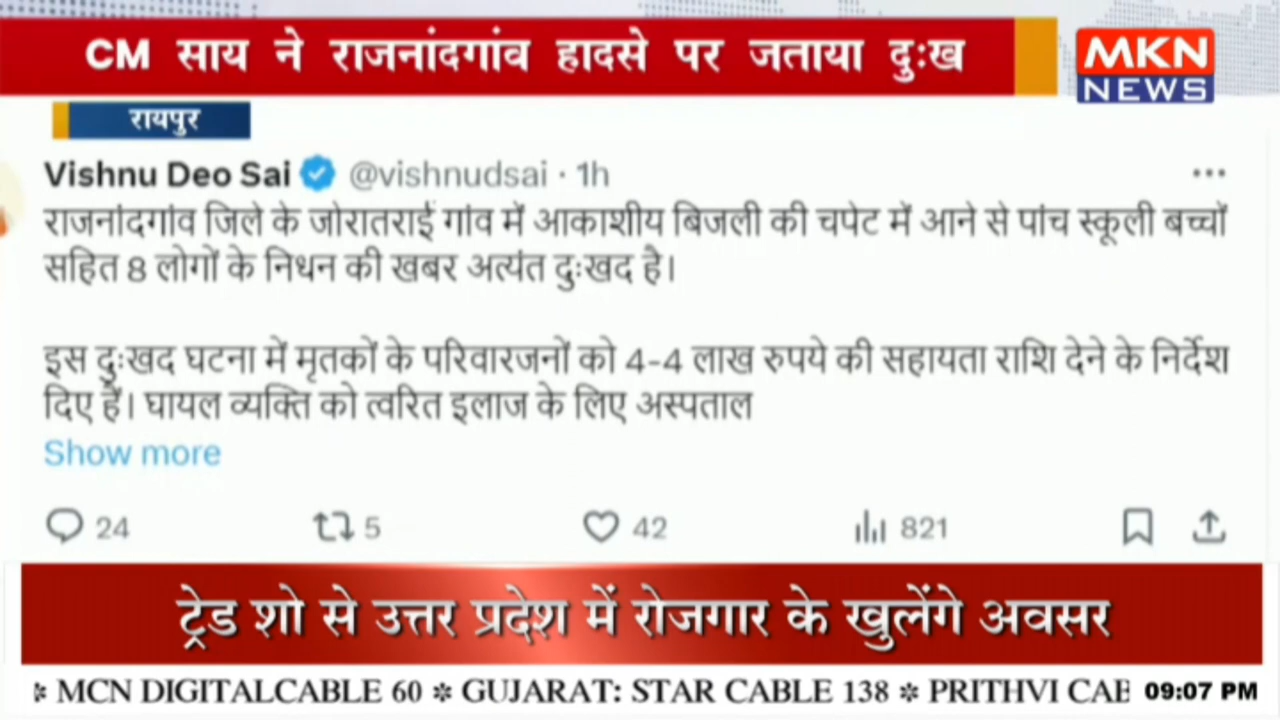 CM साय ने राजनांदगांव हादसे पर जताया दुःख
MKN
NEWS
रायपुर
Vishnu Deo Sai @vishnudsai · 1h
राजनांदगांव जिले के जोरातराई गांव में आकाशीय बिजली की चपेट में आने से पांच स्कूली बच्चों
सहित 8 लोगों के निधन की खबर अत्यंत दुःखद है।
इस दुःखद घटना में मृतकों के परिवारजनों को 4-4 लाख रुपये की सहायता राशि देने के निर्देश
दिए हैं। घायल व्यक्ति को त्वरित इलाज के लिए अस्पताल
Show more
24 5 42 821
ट्रेड शो से उत्तर प्रदेश में रोजगार के खुलेंगे अवसर
❇ MCN DIGITALCABLE 60 ❇ GUJARAT: STAR CABLE 138 ❇ PRITHVI CAB 09:07 PM